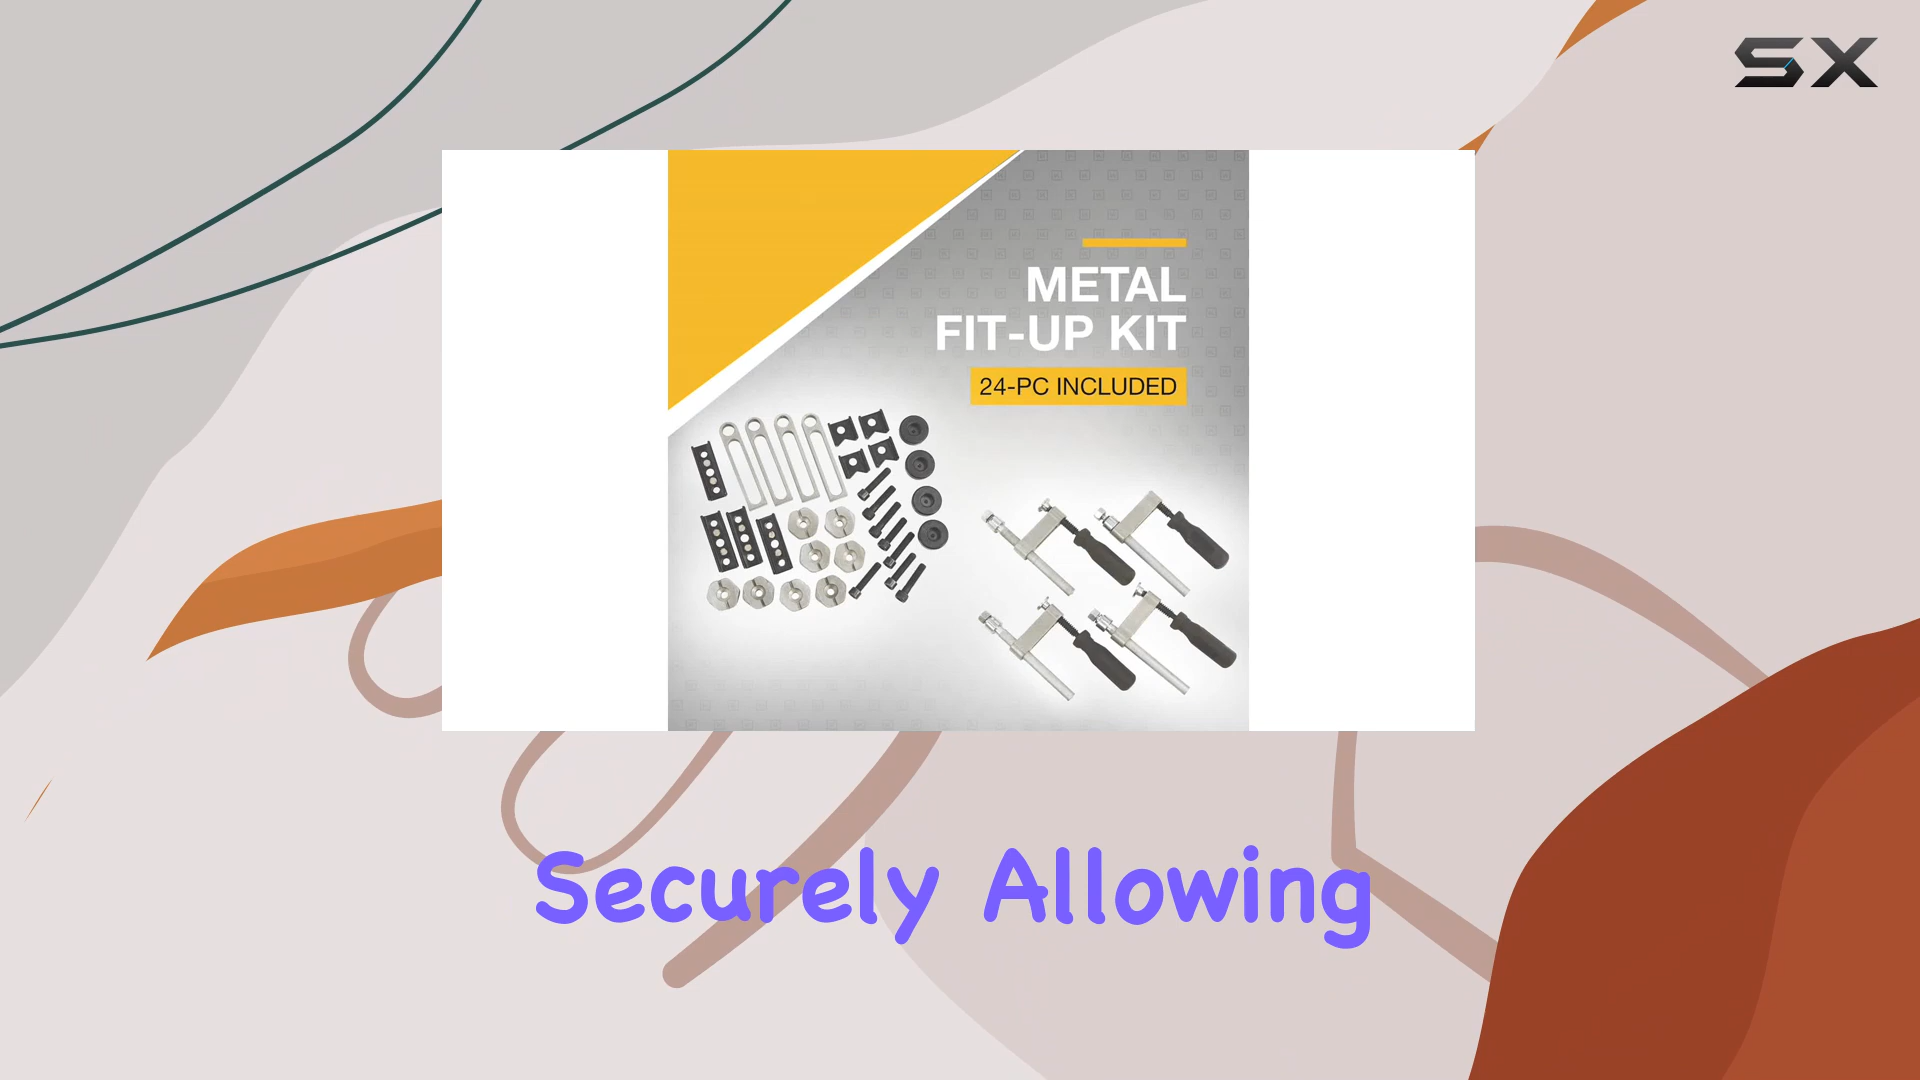 SX
METAL
FIT-UP KIT
24-PC INCLUDED
Securely Allowing